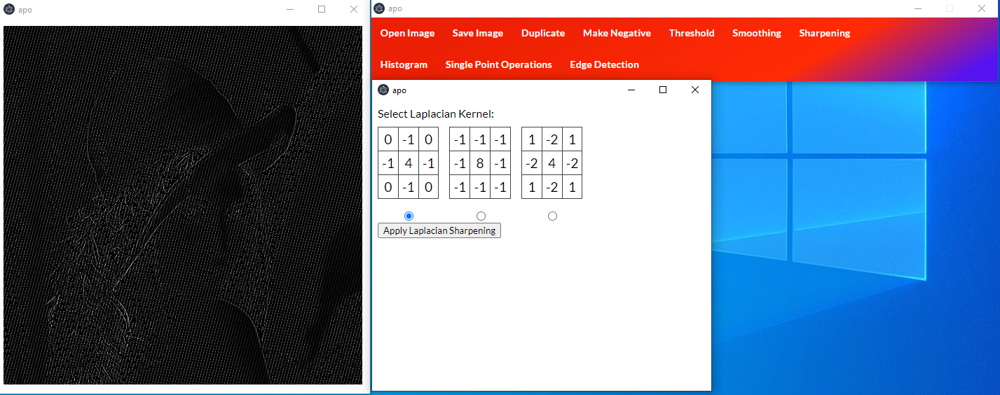 apo
apo
Open Image Save Image Duplicate Make Negative Threshold Smoothing Sharpening
Histogram Single Point Operations Edge Detection
apo
Select Laplacian Kernel:
0 -1 0 -1 -1 -1 1 -2 1
-1 4 -1 -1 8 -1 -2 4 -2
0 -1 0 -1 -1 -1 1 -2 1
Apply Laplacian Sharpening